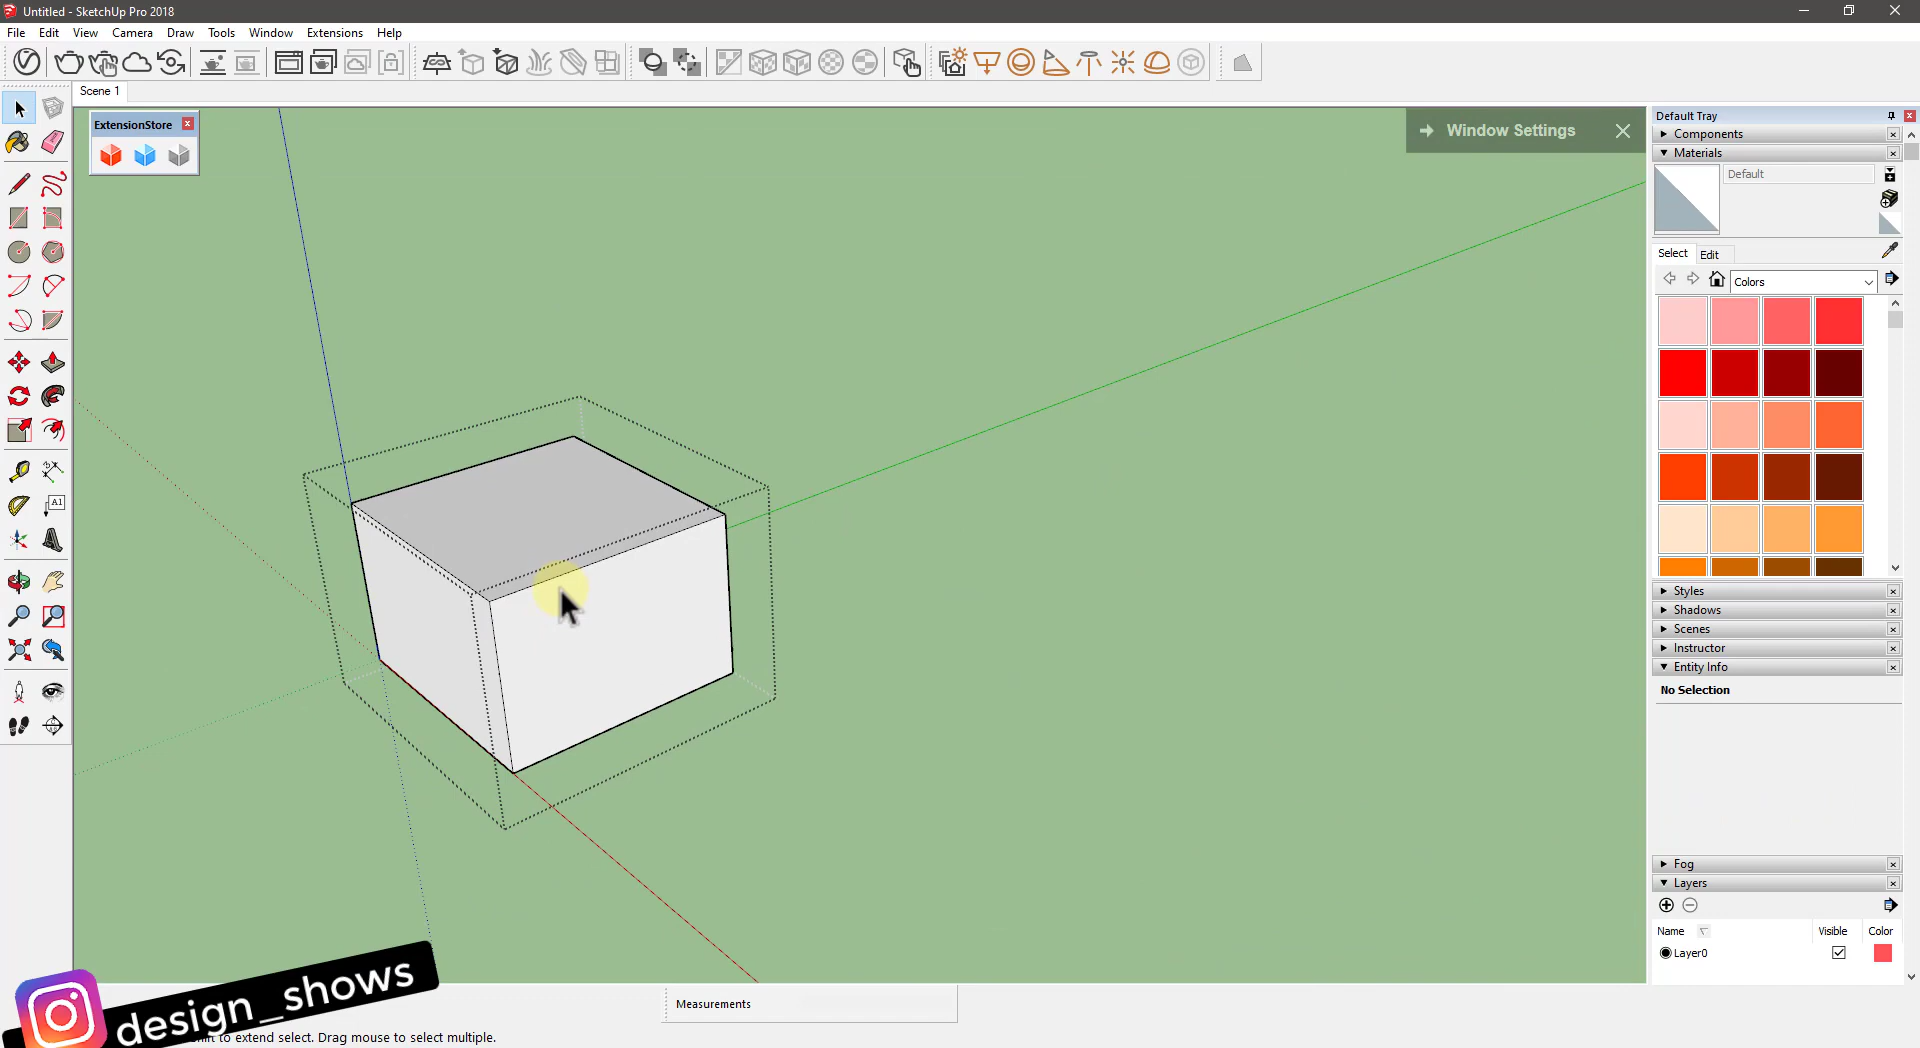 Untitled - SketchUp Pro 2018
File Edit View Camera Draw Tools Window Extensions Help
Scene 1
ExtensionStore
Window Settings
Default Tray
Components
Materials
Default
Select Edit
Colors
Styles
Shadows
Scenes
Instructor
Entity Info
No Selection
Fog
Layers
Name Visible Color
Layer0
A1
Measurements
design_shows
to extend select. Drag mouse to select multiple.